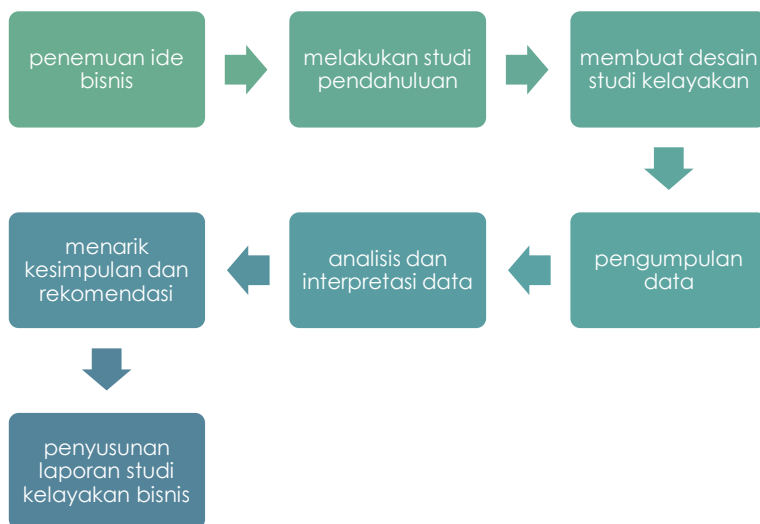 penemuan ide
bisnis
melakukan studi
pendahuluan
membuat desain
studi kelayakan
pengumpulan
data
analisis dan
interpretasi data
menarik
kesimpulan dan
rekomendasi
penyusunan
laporan studi
kelayakan bisnis